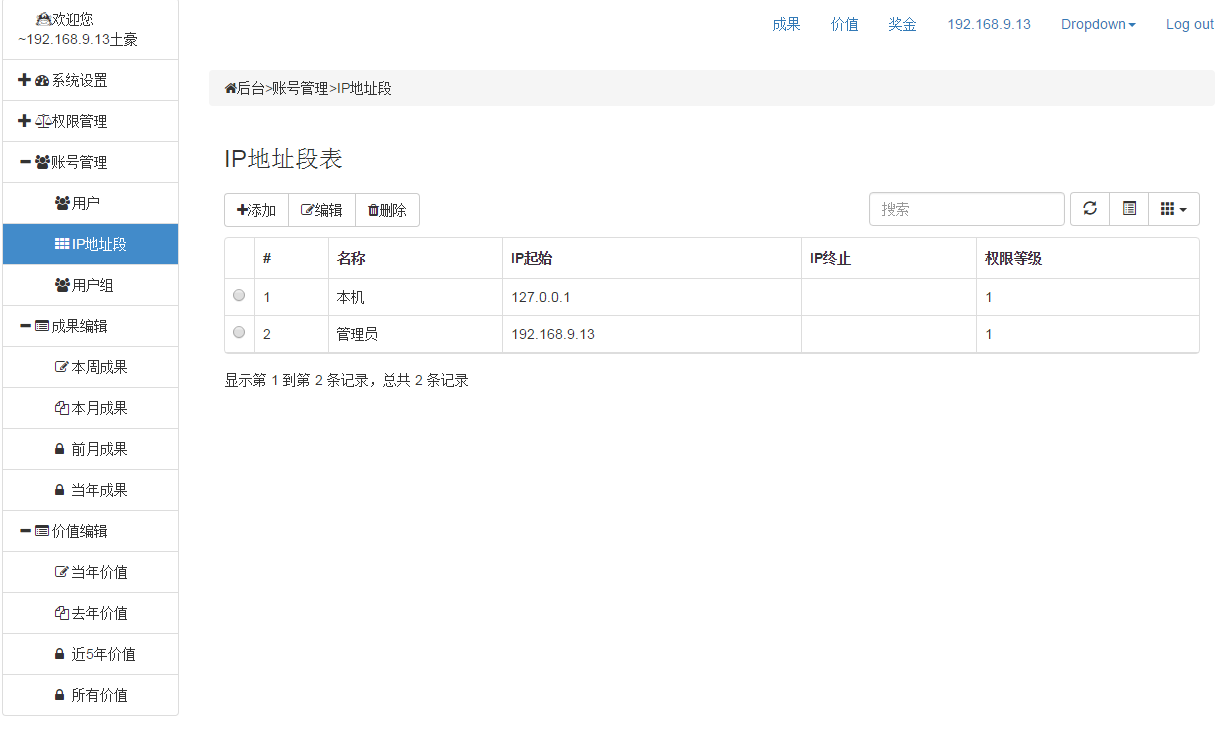 欢迎您
~192.168.9.13土豪
系统设置
权限管理
账号管理
用户
IP地址段
用户组
成果编辑
本周成果
本月成果
前月成果
当年成果
价值编辑
当年价值
去年价值
近5年价值
所有价值
成果 价值 奖金 192.168.9.13 Dropdown Log out
后台>账号管理>IP地址段
IP地址段表
添加 编辑 删除 搜索
# 名称 IP起始 IP终止 权限等级
1 本机 127.0.0.1 1
2 管理员 192.168.9.13 1
显示第 1 到第 2 条记录，总共 2 条记录